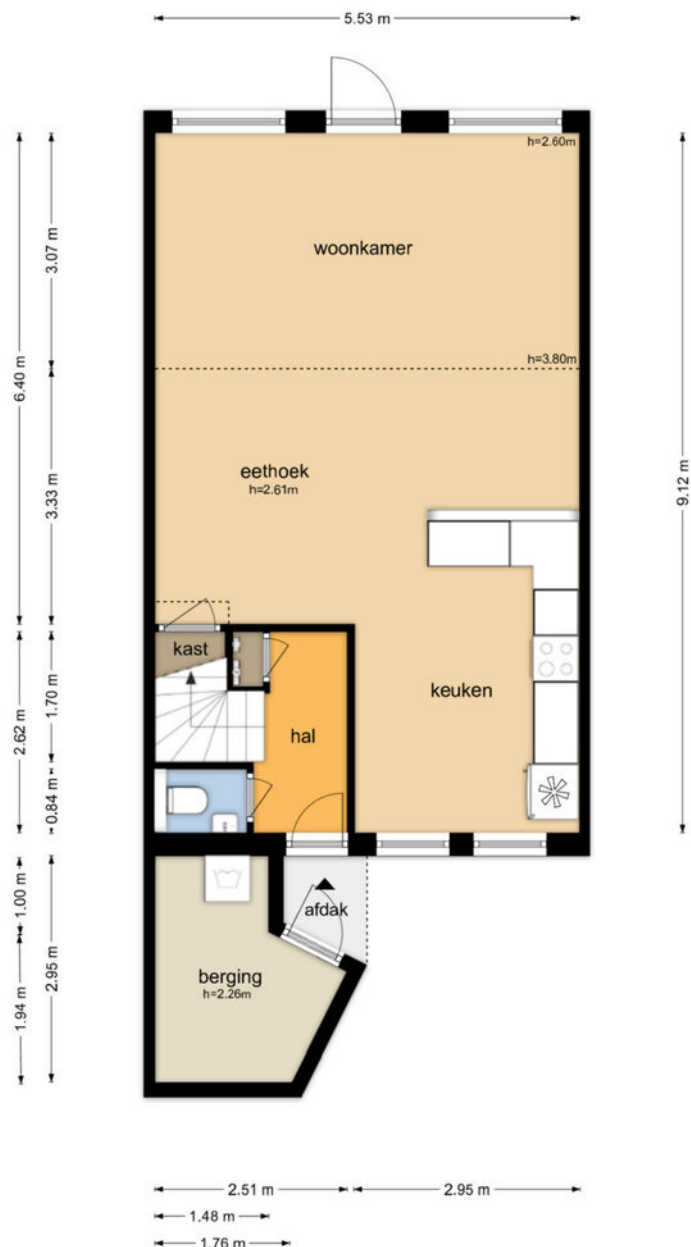 5.53 m
h=2.60m
woonkamer
3.07 m
6.40 m
h=3.80m
9.12 m
eethoek
h=2.61m
3.33 m
kast
keuken
1.70 m
2.62 m
hal
0.84 m
1.00 m
afdak
2.95 m
berging
h=2.26m
1.94 m
2.51 m
2.95 m
1.48 m
1.76 m